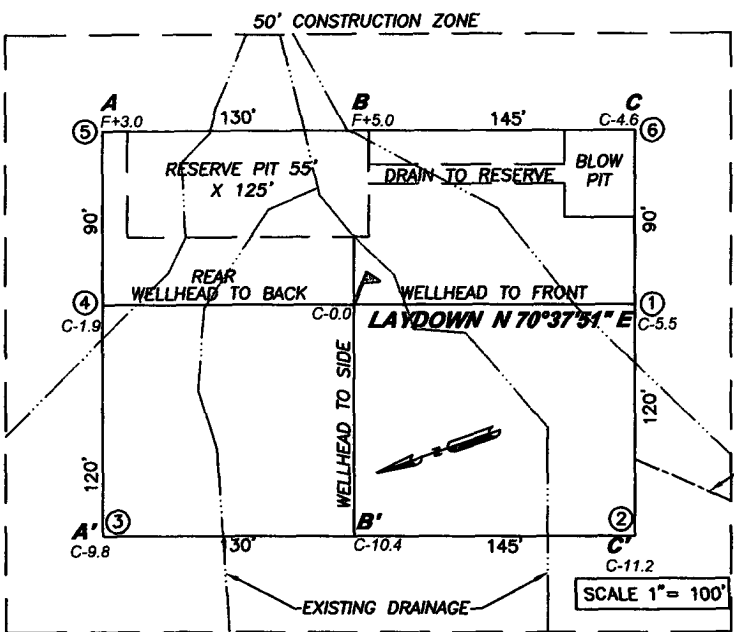 50' CONSTRUCTION ZONE
A B C
F+3.0 130' F+5.0 145' C-4.6
5 6
RESERVE PIT 55'
X 125'
DRAIN TO RESERVE
BLOW
PIT
90' 90'
REAR
WELLHEAD TO BACK WELLHEAD TO FRONT
4 1
C-1.9 C-0.0 LAYDOWN N 70°37'51" E C-5.5
WELLHEAD TO SIDE
120' 120'
N
3 2
A' 130' B' 145' C'
C-9.8 C-10.4 C-11.2
SCALE 1"= 100'
EXISTING DRAINAGE